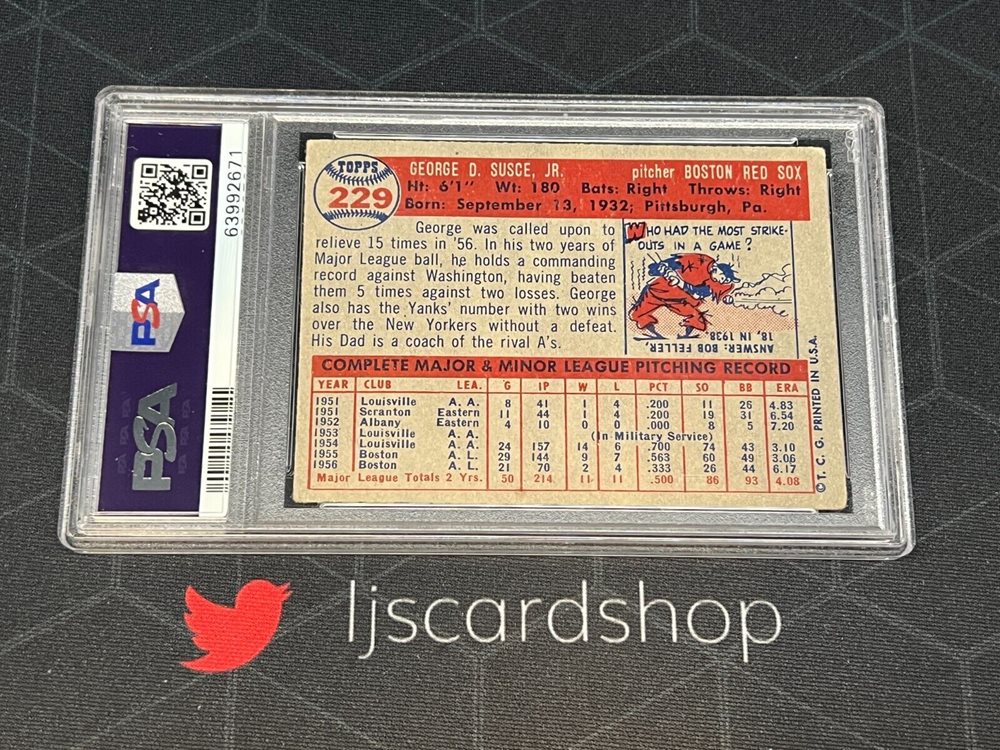 63992671
PSA
PSA
TOPPS
229
GEORGE D. SUSCE, JR. pitcher BOSTON RED SOX
Ht: 6'1" Wt: 180 Bats: Right Throws: Right
Born: September 13, 1932; Pittsburgh, Pa.
George was called upon to
relieve 15 times in '56. In his two years of
Major League ball, he holds a commanding
record against Washington, having beaten
them 5 times against two losses. George
also has the Yanks' number with two wins
over the New Yorkers without a defeat.
His Dad is a coach of the rival A's.
WHO HAD THE MOST STRIKE-
OUTS IN A GAME?
ANSWER: BOB FELLER,
18, IN 1938.
COMPLETE MAJOR & MINOR LEAGUE PITCHING RECORD
YEAR CLUB LEA. G IP W L PCT SO BB ERA
1951 Louisville A. A. 8 41 1 4 .200 11 26 4.83
1951 Scranton Eastern 11 44 1 4 .200 19 31 6.54
1952 Albany Eastern 4 10 0 0 .000 8 5 7.20
1953 Louisville A. A. (In Military Service)
1954 Louisville A. A. 24 157 14 6 .700 74 43 3.10
1955 Boston A. L. 29 144 9 7 .563 60 49 3.06
1956 Boston A. L. 21 70 2 4 .333 26 44 6.17
Major League Totals 2 Yrs. 50 214 11 11 .500 86 93 4.08
© T. C. G. PRINTED IN U.S.A.
ljscardshop